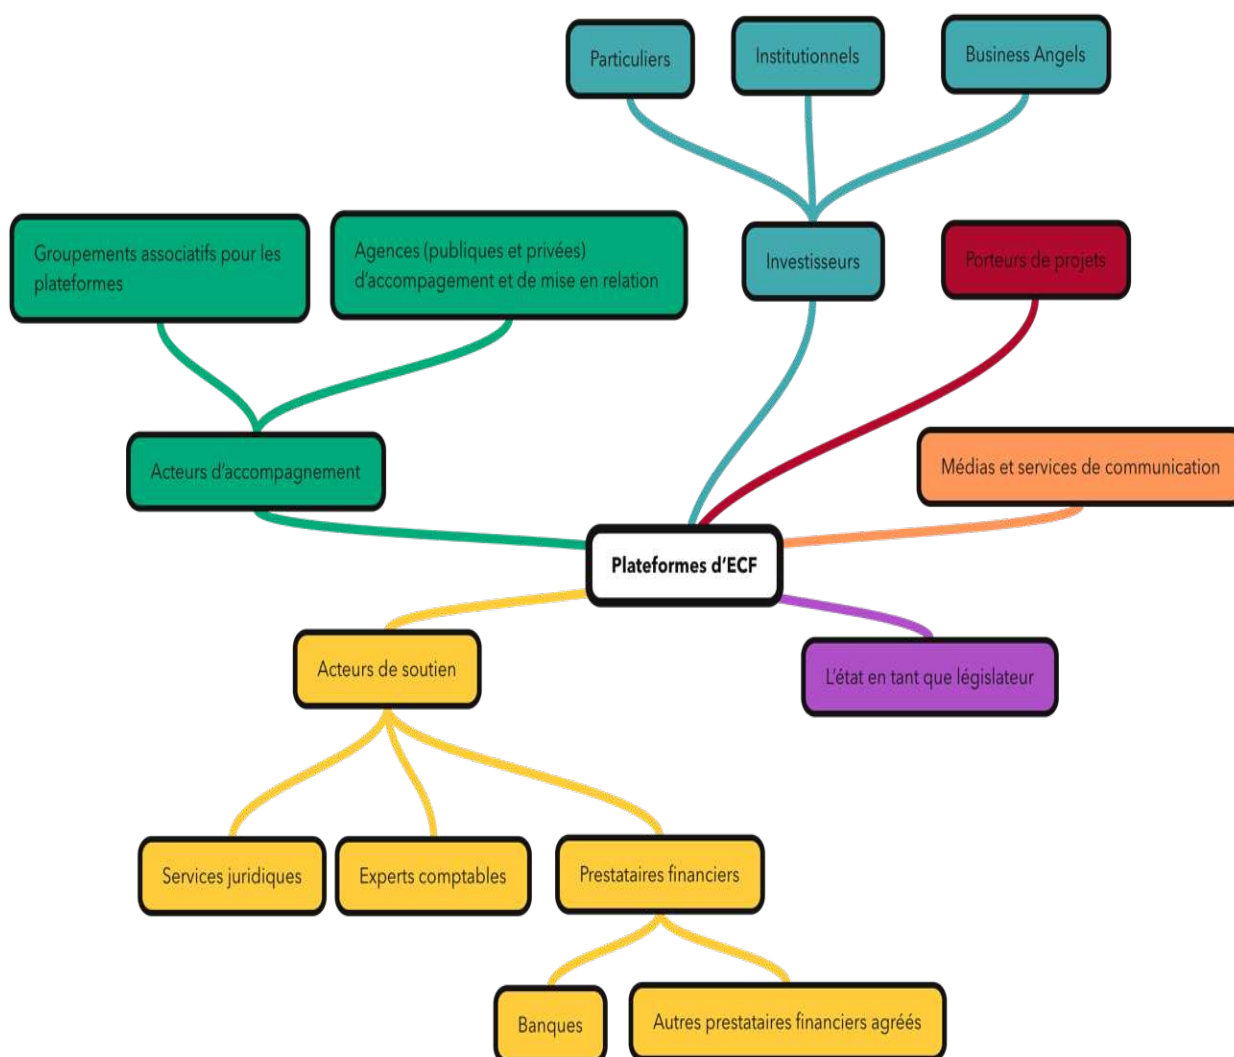 Particuliers
Institutionnels
Business Angels
Groupements associatifs pour les
plateformes
Agences (publiques et privées)
d'accompagement et de mise en relation
Investisseurs
Porteurs de projets
Acteurs d'accompagnement
Médias et services de communication
Plateformes d'ECF
Acteurs de soutien
L'état en tant que législateur
Services juridiques
Experts comptables
Prestataires financiers
Banques
Autres prestataires financiers agréés